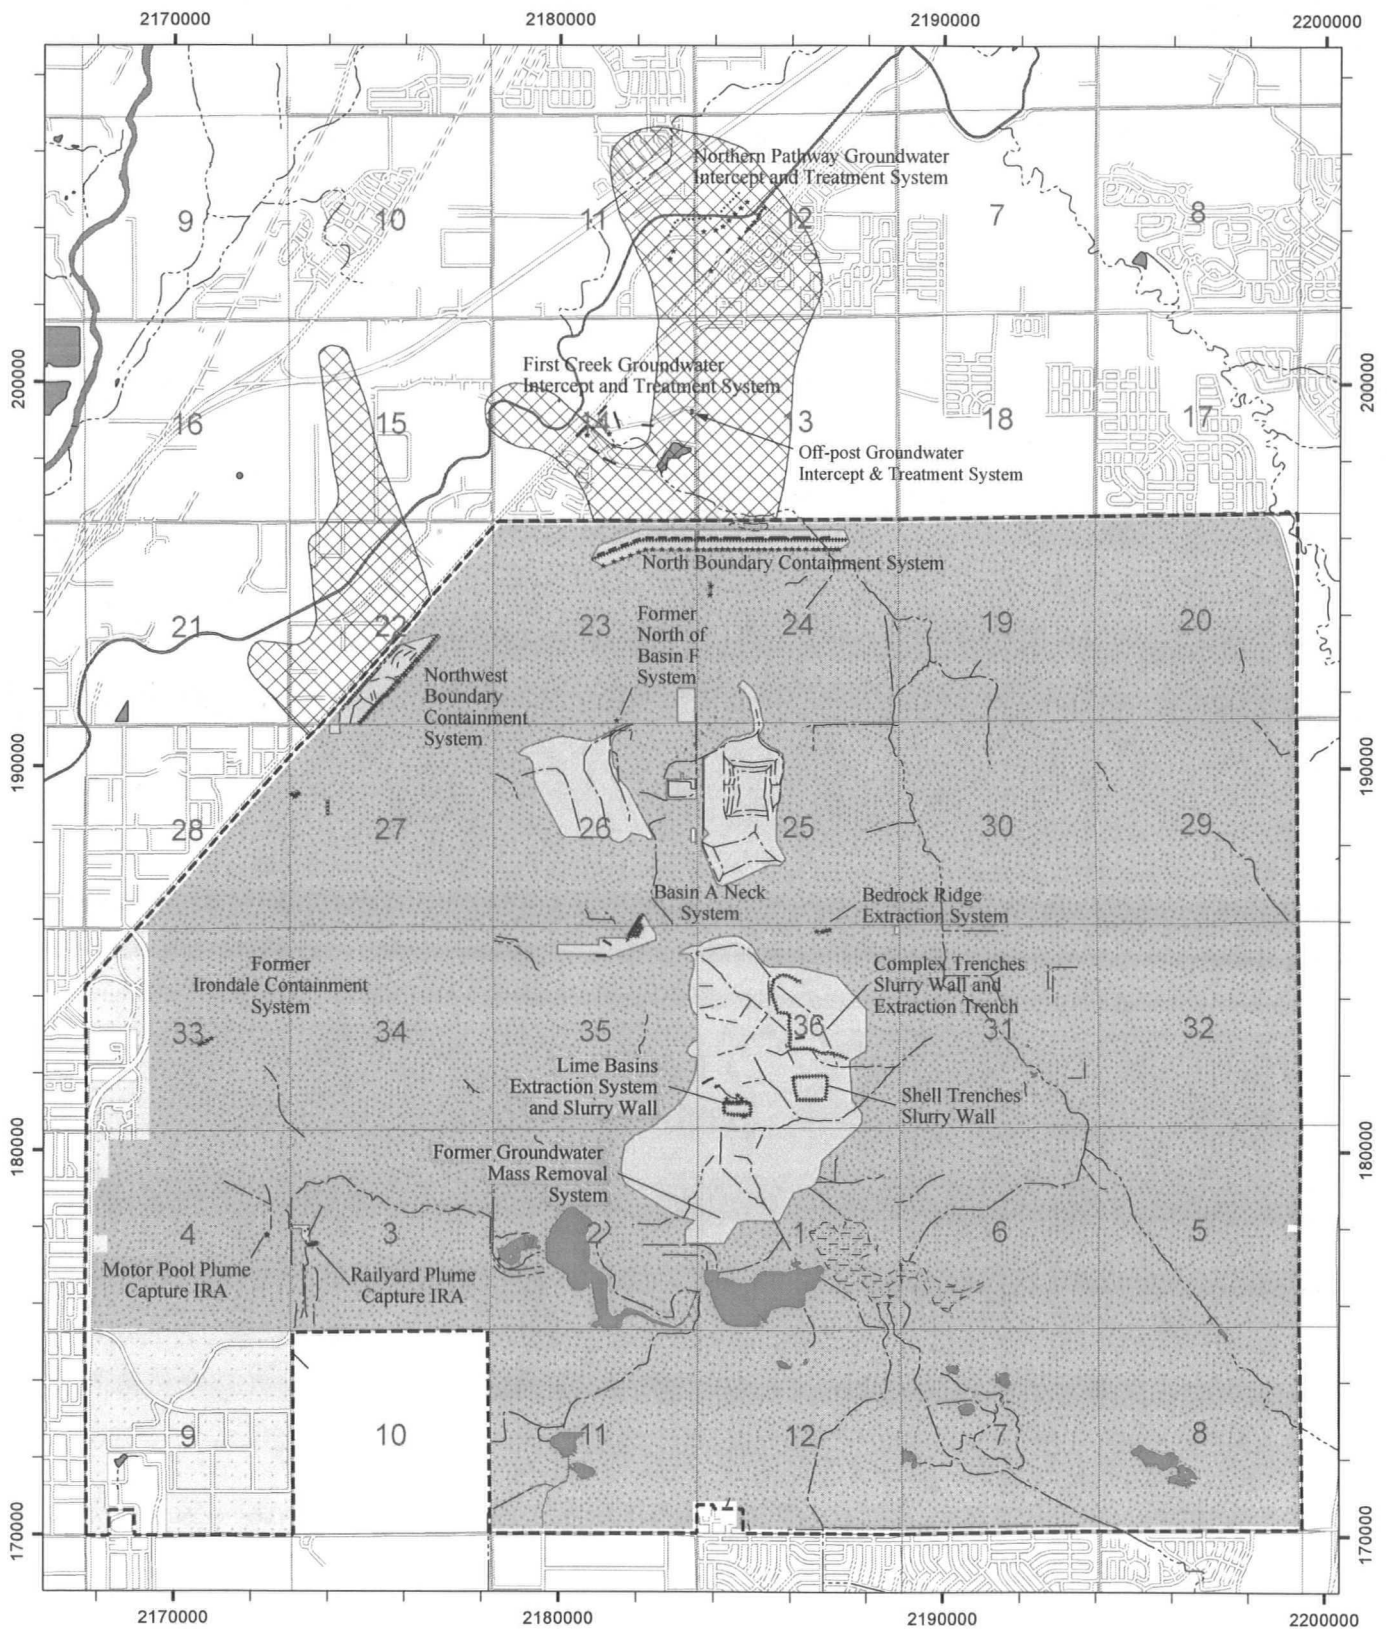 2170000
2180000
2190000
2200000
Northern Pathway Groundwater
Intercept and Treatment System
9
10
11
12
7
8
200000
200000
First Creek Groundwater
Intercept and Treatment System
16
15
14
13
18
17
Off-post Groundwater
Intercept & Treatment System
North Boundary Containment System
21
22
23
Former
North of
Basin F
System
24
19
20
Northwest
Boundary
Containment
System
190000
190000
28
27
26
25
30
29
Basin A Neck
System
Bedrock Ridge
Extraction System
Former
Irondale Containment
System
Complex Trenches
Slurry Wall and
Extraction Trench
33
34
35
36
31
32
Lime Basins
Extraction System
and Slurry Wall
Shell Trenches
Slurry Wall
180000
180000
Former Groundwater
Mass Removal
System
4
3
2
1
6
5
Motor Pool Plume
Capture IRA
Railyard Plume
Capture IRA
9
10
11
12
7
8
170000
170000
2170000
2180000
2190000
2200000